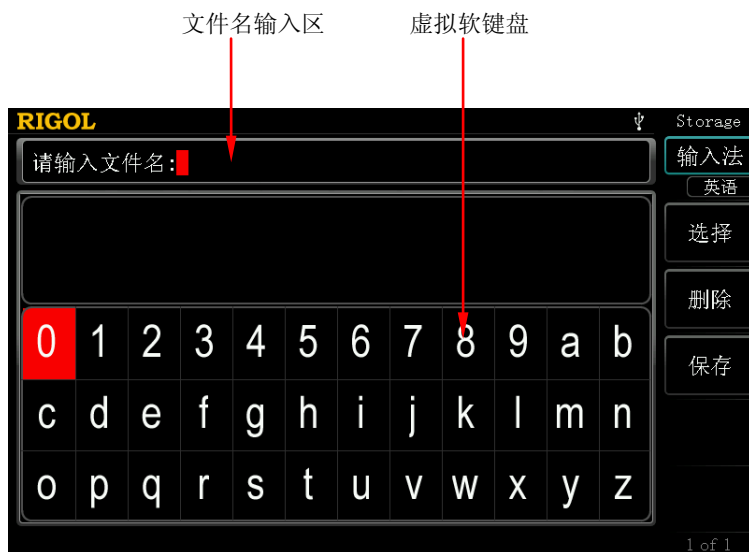 文件名输入区 虚拟软键盘
RIGOL Storage
请输入文件名:
输入法
英语
选择
删除
保存
0 1 2 3 4 5 6 7 8 9 a b
c d e f g h i j k l m n
o p q r s t u v w x y z
1 of 1